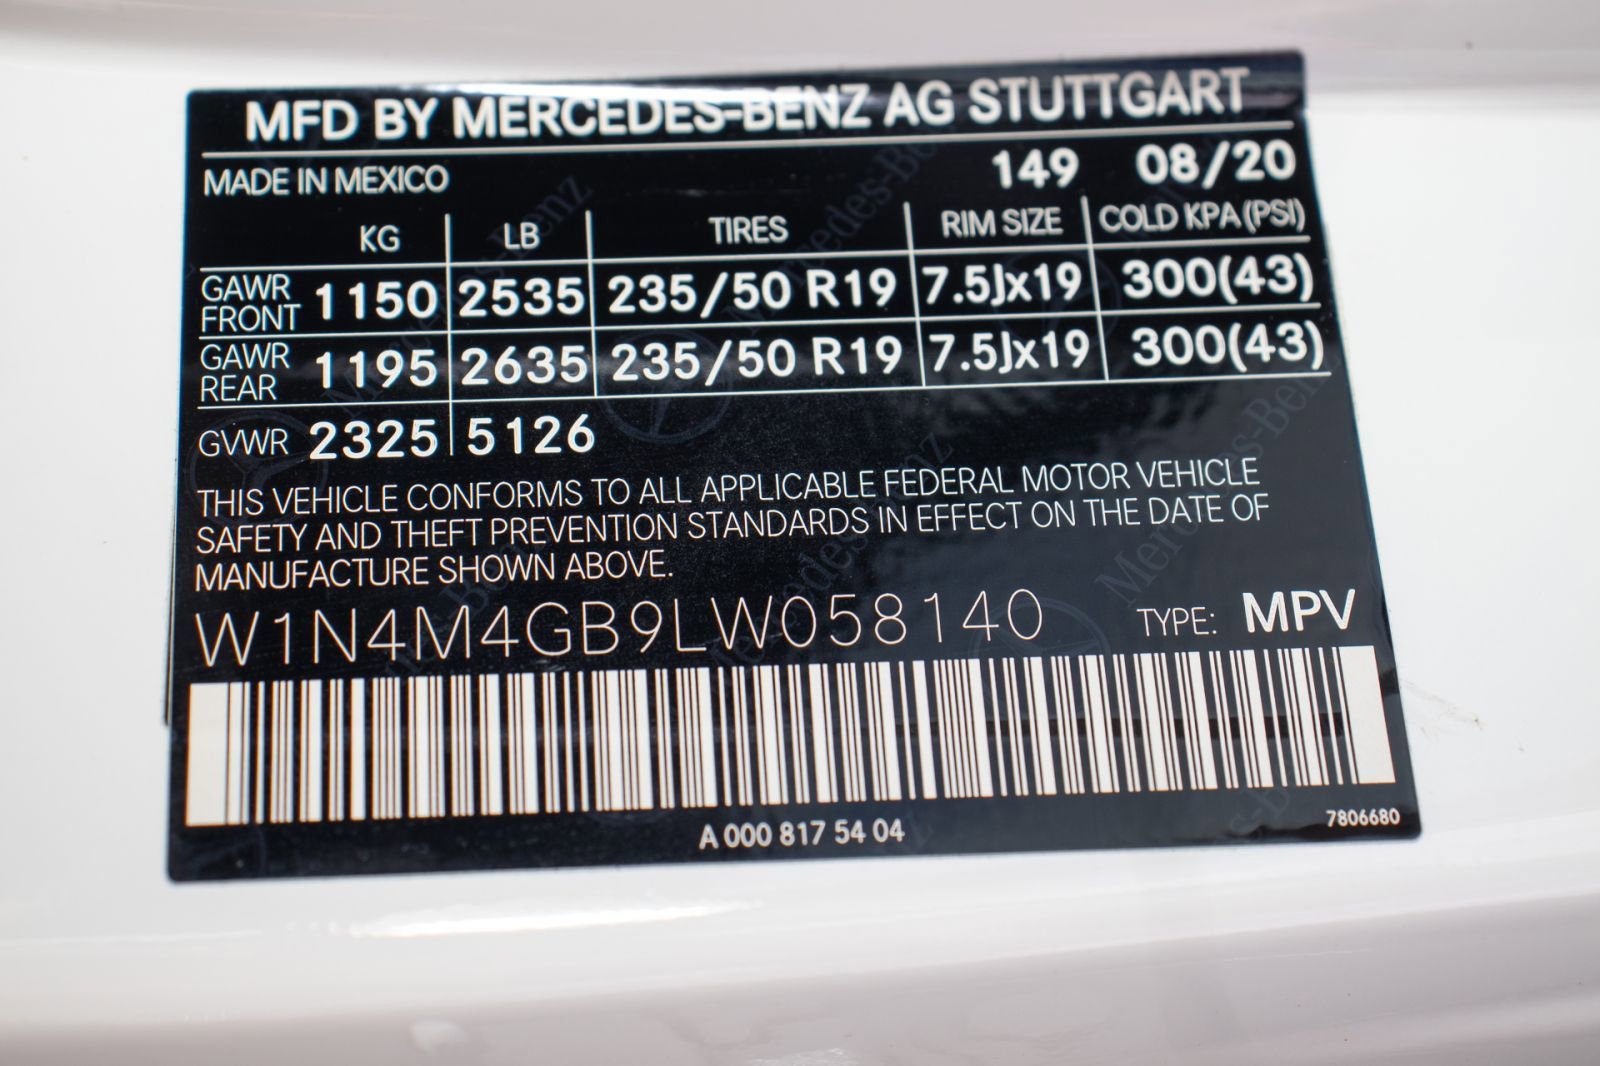 MFD BY MERCEDES-BENZ AG STUTTGART
MADE IN MEXICO 149 08/20
KG LB TIRES RIM SIZE COLD KPA (PSI)
GAWR FRONT 1150 2535 235/50 R19 7.5Jx19 300(43)
GAWR REAR 1195 2635 235/50 R19 7.5Jx19 300(43)
GVWR 2325 5126
THIS VEHICLE CONFORMS TO ALL APPLICABLE FEDERAL MOTOR VEHICLE
SAFETY AND THEFT PREVENTION STANDARDS IN EFFECT ON THE DATE OF
MANUFACTURE SHOWN ABOVE.
W1N4M4GB9LW058140 TYPE: MPV
A 000 817 54 04
7806680